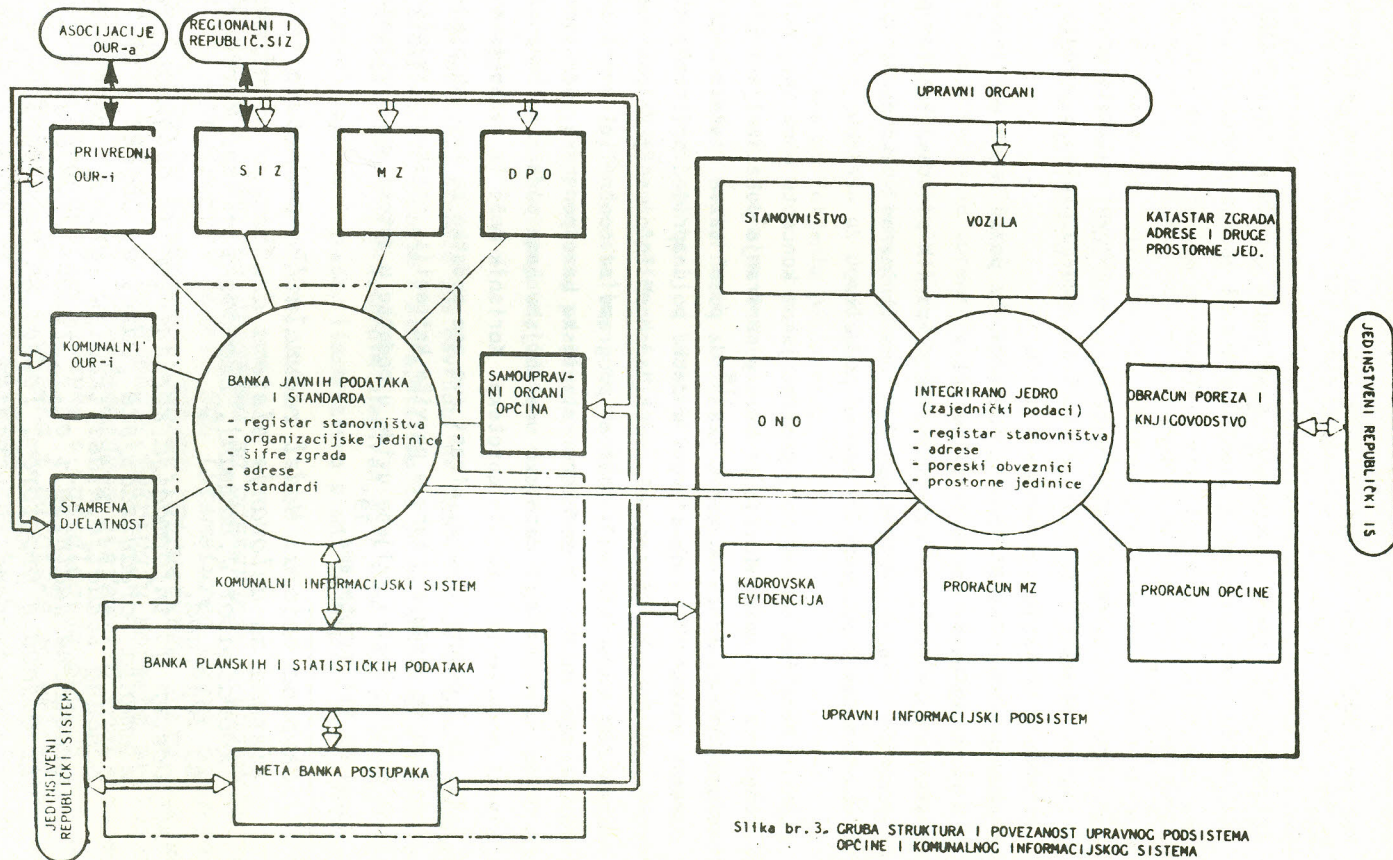 ASOCIJACIJE
OUR-a
REGIONALNI I
REPUBLIČ.SIZ
PRIVREDNI
OUR-i
S I Z
M Z
D P O
KOMUNALNI
OUR-i
STAMBENA
DJELATNOST
BANKA JAVNIH PODATAKA
I STANDARDA
- registar stanovništva
- organizacijske jedinice
- šifre zgrada
- adrese
- standardi
SAMOUPRAV-
NI ORGANI
OPĆINA
KOMUNALNI INFORMACIJSKI SISTEM
BANKA PLANSKIH I STATISTIČKIH PODATAKA
META BANKA POSTUPAKA
JEDINSTVENI
REPUBLIČKI SISTEM
UPRAVNI ORGANI
STANOVNIŠTVO
VOZILA
KATASTAR ZGRADA
ADRESE I DRUGE
PROSTORNE JED.
O N O
INTEGRIRANO JEDRO
(zajednički podaci)
- registar stanovništva
- adrese
- poreski obveznici
- prostorne jedinice
OBRAČUN POREZA I
KNJIGOVODSTVO
KADROVSKA
EVIDENCIJA
PRORAČUN MZ
PRORAČUN OPĆINE
UPRAVNI INFORMACIJSKI PODSISTEM
JEDINSTVENI REPUBLIČKI IS
Slika br.3. GRUBA STRUKTURA I POVEZANOST UPRAVNOG PODSISTEMA
OPĆINE I KOMUNALNOG INFORMACIJSKOG SISTEMA